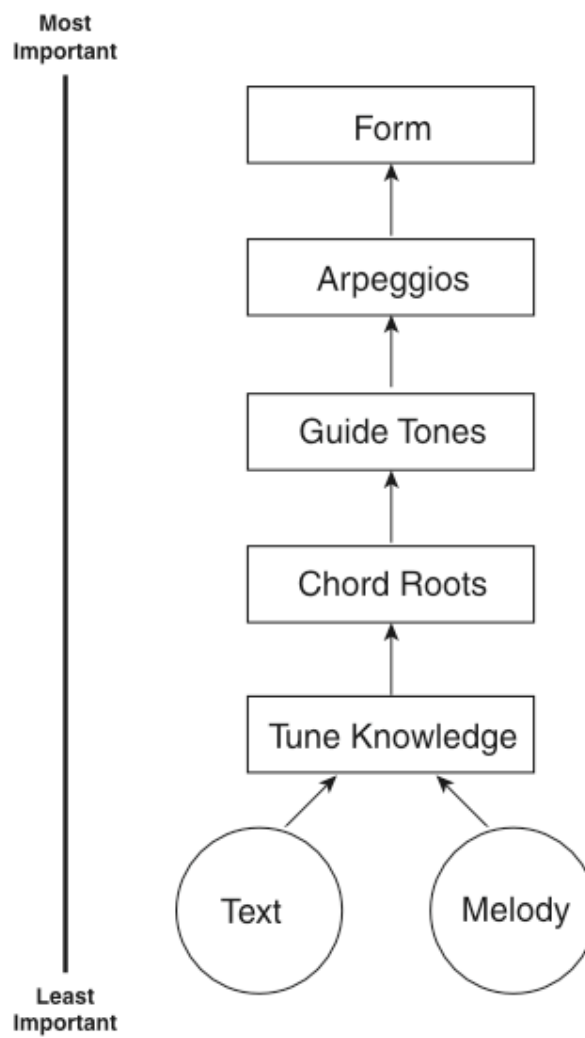 Most
Important
Form
Arpeggios
Guide Tones
Chord Roots
Tune Knowledge
Text
Melody
Least
Important